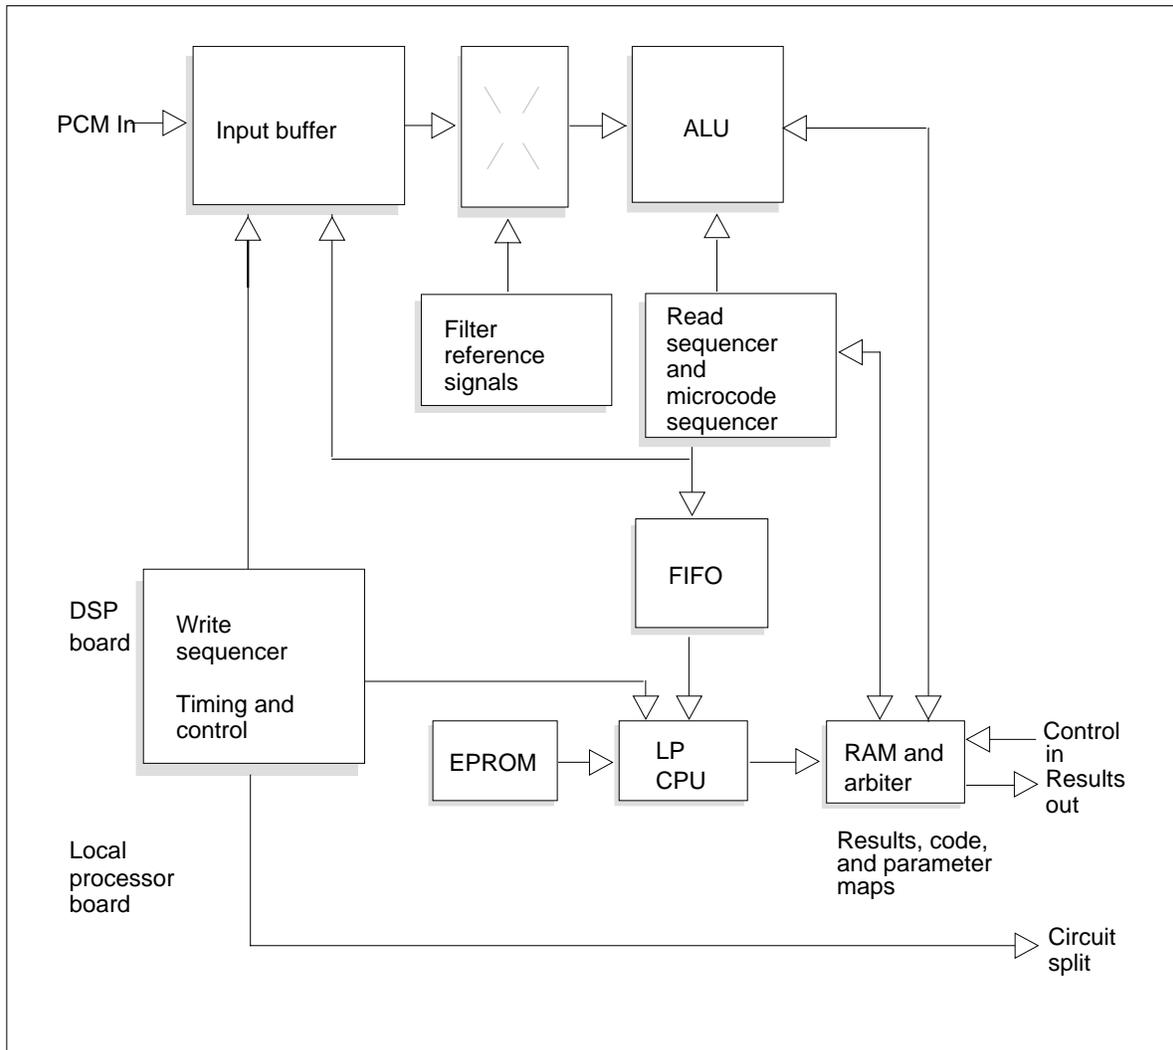 PCM In
Input buffer
ALU
Filter
reference
signals
Read
sequencer
and
microcode
sequencer
FIFO
DSP
board
Write
sequencer
Timing and
control
EPROM
LP
CPU
RAM and
arbiter
Control
in
Results
out
Results, code,
and parameter
maps
Local
processor
board
Circuit
split